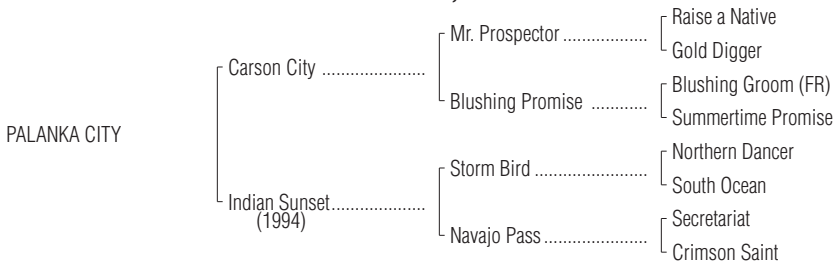 Raise a Native
Mr. Prospector ..................
Gold Digger
Carson City ......................
Blushing Groom (FR)
Blushing Promise ............
Summertime Promise
PALANKA CITY
Northern Dancer
Storm Bird ........................
South Ocean
Indian Sunset....................
(1994)
Secretariat
Navajo Pass......................
Crimson Saint